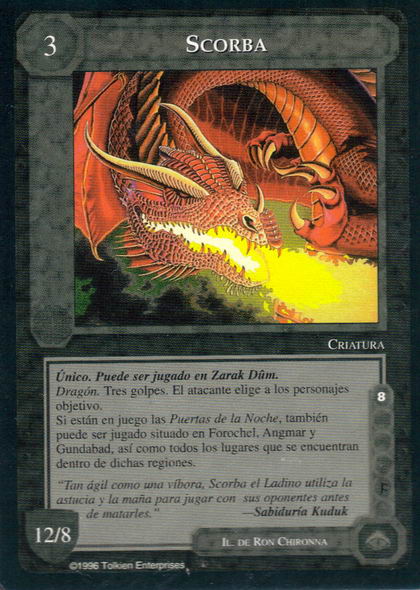 3
SCORBA
CRIATURA
Único. Puede ser jugado en Zarak Dûm.
Dragón. Tres golpes. El atacante elige a los personajes
objetivo.
Si están en juego las Puertas de la Noche, también
puede ser jugado situado en Forochel, Angmar y
Gundabad, así como todos los lugares que se encuentran
dentro de dichas regiones.
8
F
"Tan ágil como una víbora, Scorba el Ladino utiliza la
astucia y la maña para jugar con sus oponentes antes
de matarles."
—Sabiduría Kuduk
12/8
IL. DE RON CHIRONNA
©1996 Tolkien Enterprises